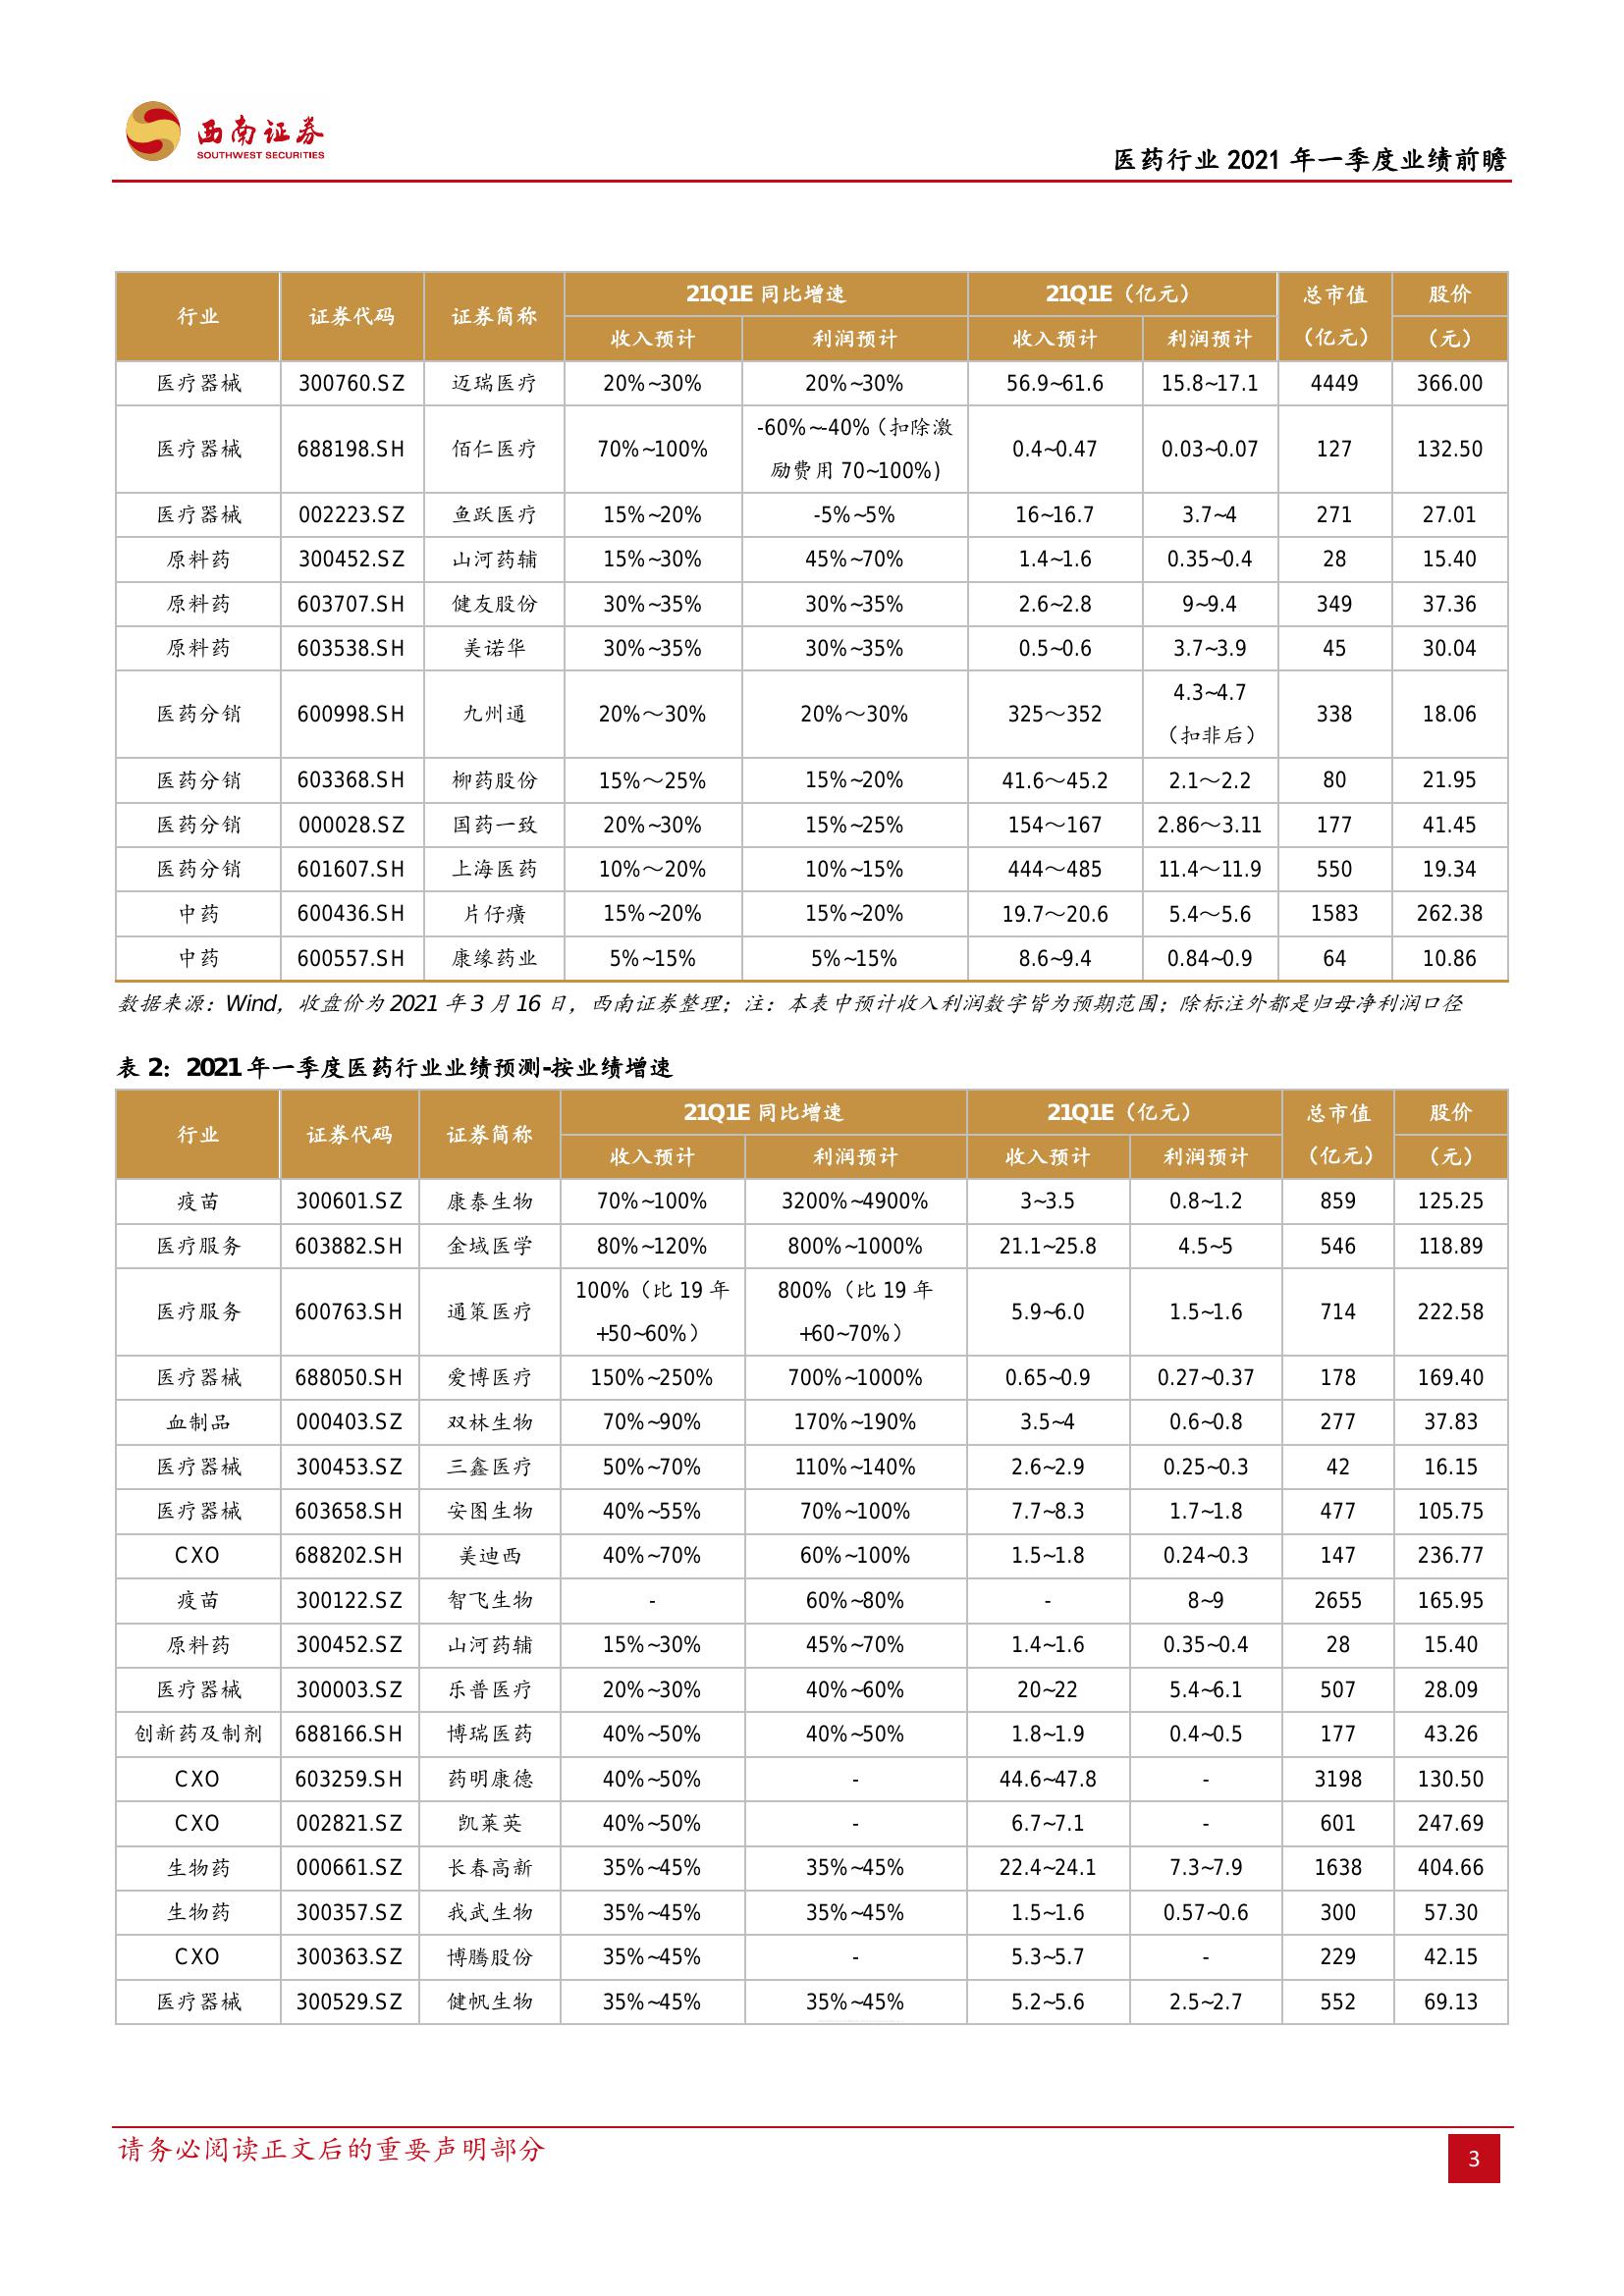 西南证券
SOUTHWEST SECURITIES
医药行业 2021 年一季度业绩前瞻
行业 证券代码 证券简称 21Q1E 同比增速 21Q1E（亿元） 总市值 股价
收入预计 利润预计 收入预计 利润预计 （亿元） （元）
医疗器械 300760.SZ 迈瑞医疗 20%~30% 20%~30% 56.9~61.6 15.8~17.1 4449 366.00
医疗器械 688198.SH 佰仁医疗 70%~100% -60%~-40%（扣除激励费用 70~100%） 0.4~0.47 0.03~0.07 127 132.50
医疗器械 002223.SZ 鱼跃医疗 15%~20% -5%~5% 16~16.7 3.7~4 271 27.01
原料药 300452.SZ 山河药辅 15%~30% 45%~70% 1.4~1.6 0.35~0.4 28 15.40
原料药 603707.SH 健友股份 30%~35% 30%~35% 2.6~2.8 9~9.4 349 37.36
原料药 603538.SH 美诺华 30%~35% 30%~35% 0.5~0.6 3.7~3.9 45 30.04
医药分销 600998.SH 九州通 20%～30% 20%～30% 325～352 4.3~4.7（扣非后） 338 18.06
医药分销 603368.SH 柳药股份 15%～25% 15%~20% 41.6～45.2 2.1～2.2 80 21.95
医药分销 000028.SZ 国药一致 20%~30% 15%~25% 154～167 2.86～3.11 177 41.45
医药分销 601607.SH 上海医药 10%～20% 10%~15% 444～485 11.4～11.9 550 19.34
中药 600436.SH 片仔癀 15%~20% 15%~20% 19.7～20.6 5.4～5.6 1583 262.38
中药 600557.SH 康缘药业 5%~15% 5%~15% 8.6~9.4 0.84~0.9 64 10.86
数据来源：Wind，收盘价为 2021 年 3 月 16 日，西南证券整理；注：本表中预计收入利润数字皆为预期范围；除标注外都是归母净利润口径
表 2：2021 年一季度医药行业业绩预测-按业绩增速
行业 证券代码 证券简称 21Q1E 同比增速 21Q1E（亿元） 总市值 股价
收入预计 利润预计 收入预计 利润预计 （亿元） （元）
疫苗 300601.SZ 康泰生物 70%~100% 3200%~4900% 3~3.5 0.8~1.2 859 125.25
医疗服务 603882.SH 金域医学 80%~120% 800%~1000% 21.1~25.8 4.5~5 546 118.89
医疗服务 600763.SH 通策医疗 100%（比 19 年+50~60%） 800%（比 19 年+60~70%） 5.9~6.0 1.5~1.6 714 222.58
医疗器械 688050.SH 爱博医疗 150%~250% 700%~1000% 0.65~0.9 0.27~0.37 178 169.40
血制品 000403.SZ 双林生物 70%~90% 170%~190% 3.5~4 0.6~0.8 277 37.83
医疗器械 300453.SZ 三鑫医疗 50%~70% 110%~140% 2.6~2.9 0.25~0.3 42 16.15
医疗器械 603658.SH 安图生物 40%~55% 70%~100% 7.7~8.3 1.7~1.8 477 105.75
CXO 688202.SH 美迪西 40%~70% 60%~100% 1.5~1.8 0.24~0.3 147 236.77
疫苗 300122.SZ 智飞生物 - 60%~80% - 8~9 2655 165.95
原料药 300452.SZ 山河药辅 15%~30% 45%~70% 1.4~1.6 0.35~0.4 28 15.40
医疗器械 300003.SZ 乐普医疗 20%~30% 40%~60% 20~22 5.4~6.1 507 28.09
创新药及制剂 688166.SH 博瑞医药 40%~50% 40%~50% 1.8~1.9 0.4~0.5 177 43.26
CXO 603259.SH 药明康德 40%~50% - 44.6~47.8 - 3198 130.50
CXO 002821.SZ 凯莱英 40%~50% - 6.7~7.1 - 601 247.69
生物药 000661.SZ 长春高新 35%~45% 35%~45% 22.4~24.1 7.3~7.9 1638 404.66
生物药 300357.SZ 我武生物 35%~45% 35%~45% 1.5~1.6 0.57~0.6 300 57.30
CXO 300363.SZ 博腾股份 35%~45% - 5.3~5.7 - 229 42.15
医疗器械 300529.SZ 健帆生物 35%~45% 35%~45% 5.2~5.6 2.5~2.7 552 69.13
请务必阅读正文后的重要声明部分
3